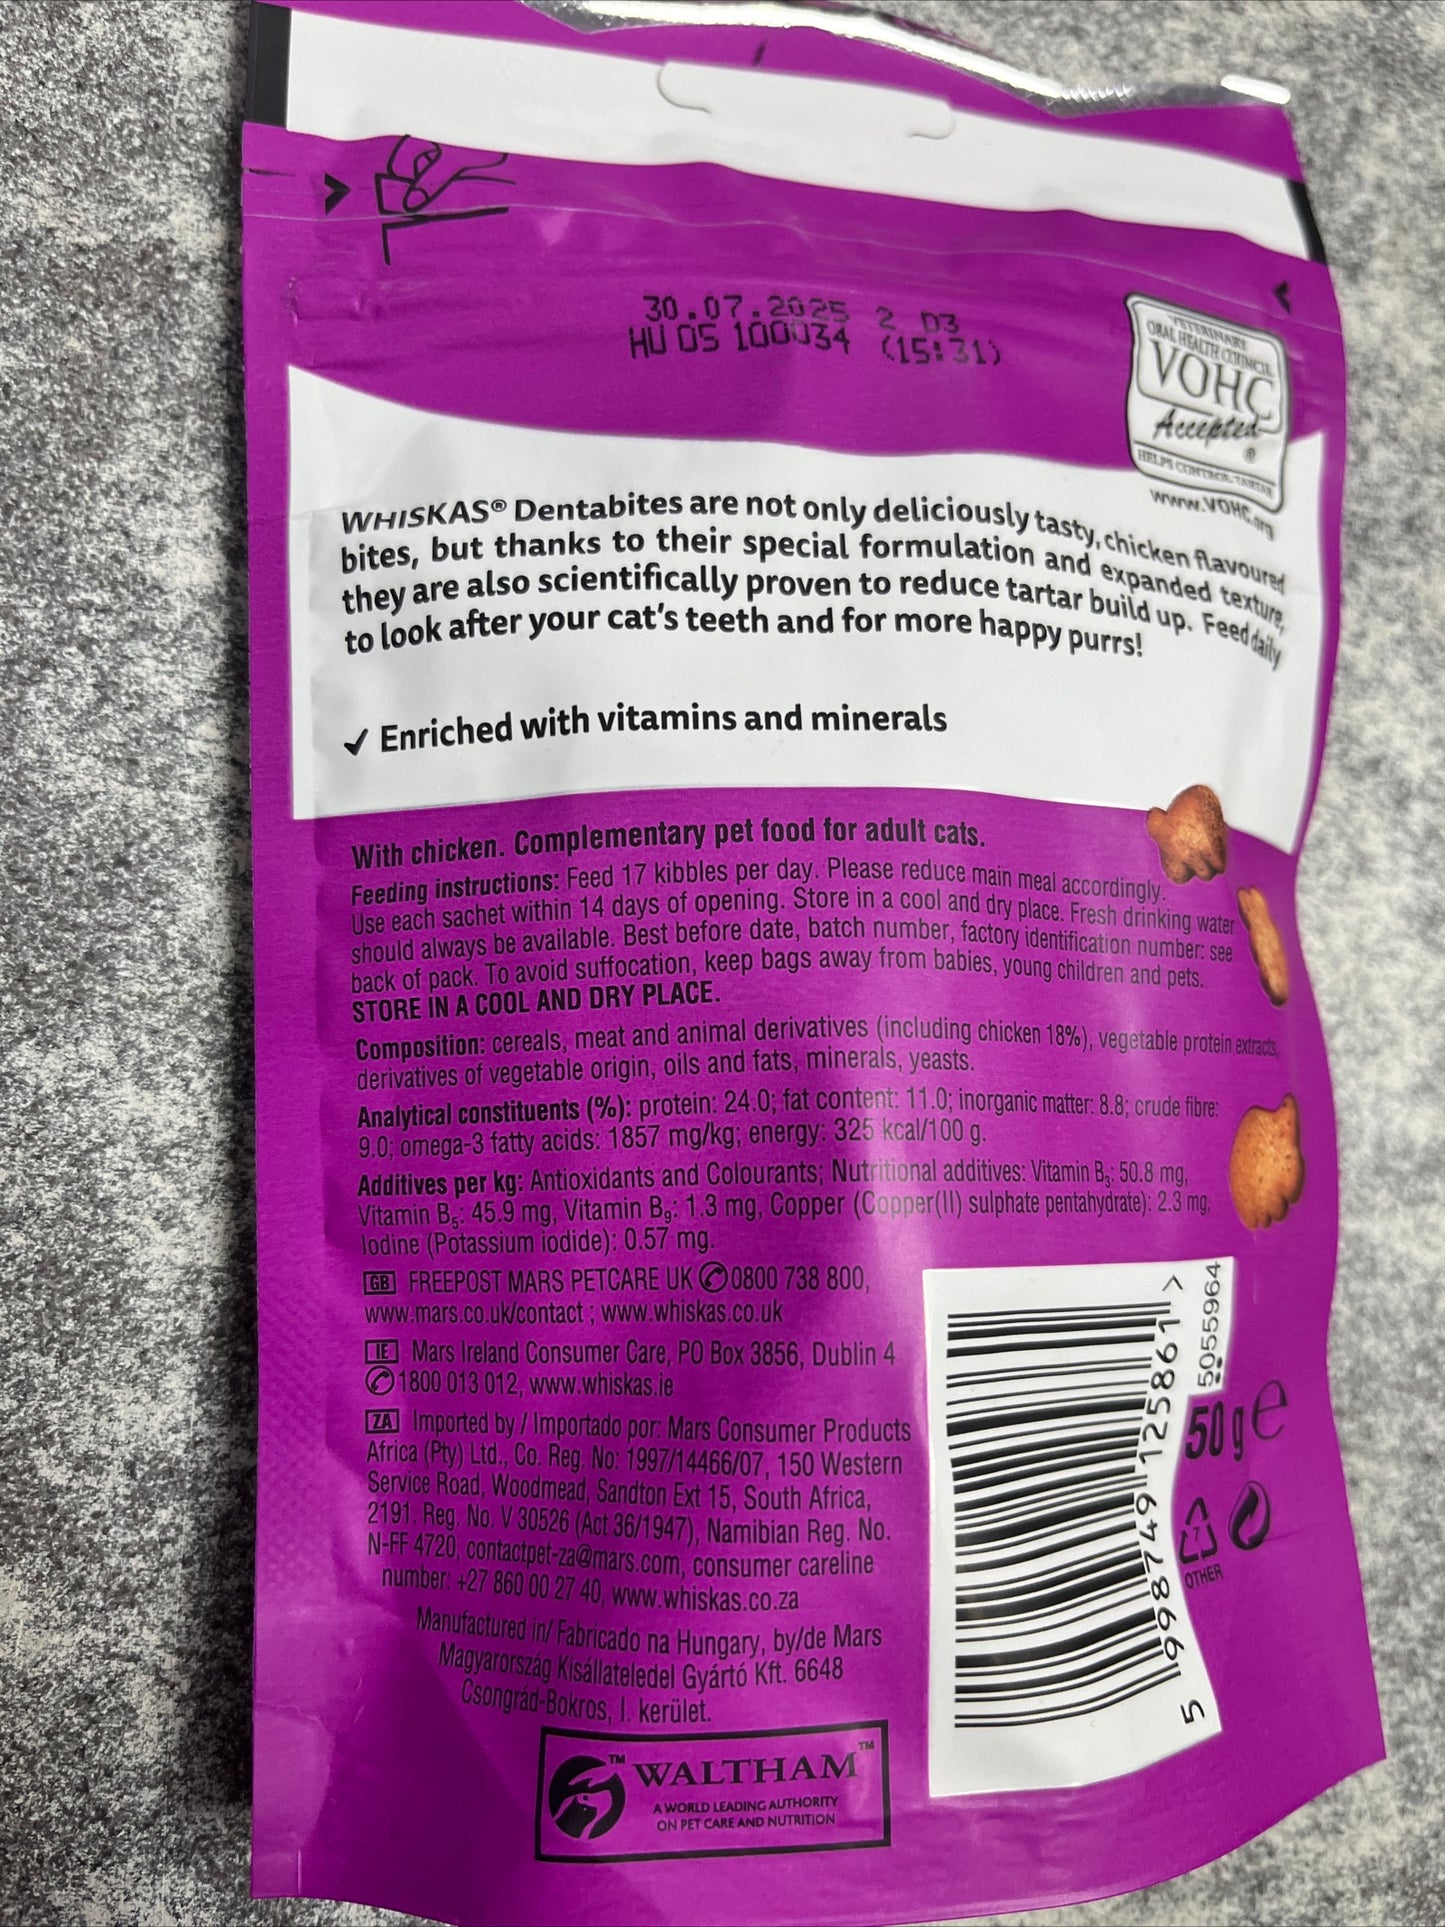 30.07.2025 2 D3
HU 05 100034 (15:31)
VETERINARY
ORAL HEALTH COUNCIL
VOHC
Accepted
®
HELPS CONTROL TARTAR
www.VOHC.org
WHISKAS® Dentabites are not only deliciously tasty, chicken flavoured
bites, but thanks to their special formulation and expanded texture,
they are also scientifically proven to reduce tartar build up. Feed daily
to look after your cat's teeth and for more happy purrs!
✓ Enriched with vitamins and minerals
With chicken. Complementary pet food for adult cats.
Feeding instructions: Feed 17 kibbles per day. Please reduce main meal accordingly.
Use each sachet within 14 days of opening. Store in a cool and dry place. Fresh drinking water
should always be available. Best before date, batch number, factory identification number: see
back of pack. To avoid suffocation, keep bags away from babies, young children and pets.
STORE IN A COOL AND DRY PLACE.
Composition: cereals, meat and animal derivatives (including chicken 18%), vegetable protein extracts,
derivatives of vegetable origin, oils and fats, minerals, yeasts.
Analytical constituents (%): protein: 24.0; fat content: 11.0; inorganic matter: 8.8; crude fibre:
9.0; omega-3 fatty acids: 1857 mg/kg; energy: 325 kcal/100 g.
Additives per kg: Antioxidants and Colourants; Nutritional additives: Vitamin B₃: 50.8 mg,
Vitamin B₅: 45.9 mg, Vitamin B₉: 1.3 mg, Copper (Copper(II) sulphate pentahydrate): 2.3 mg,
Iodine (Potassium iodide): 0.57 mg.
GB FREEPOST MARS PETCARE UK 0800 738 800,
www.mars.co.uk/contact ; www.whiskas.co.uk
IE Mars Ireland Consumer Care, PO Box 3856, Dublin 4
1800 013 012, www.whiskas.ie
ZA Imported by / Importado por: Mars Consumer Products
Africa (Pty) Ltd., Co. Reg. No: 1997/14466/07, 150 Western
Service Road, Woodmead, Sandton Ext 15, South Africa,
2191. Reg. No. V 30526 (Act 36/1947), Namibian Reg. No.
N-FF 4720, contactpet-za@mars.com, consumer careline
number: +27 860 00 27 40, www.whiskas.co.za
Manufactured in/ Fabricado na Hungary, by/de Mars
Magyarország Kisállateledel Gyártó Kft. 6648
Csongrád-Bokros, I. kerület.
5 998749 125861 >
5055964
50 g e
7
OTHER
™ WALTHAM ™
A WORLD LEADING AUTHORITY
ON PET CARE AND NUTRITION